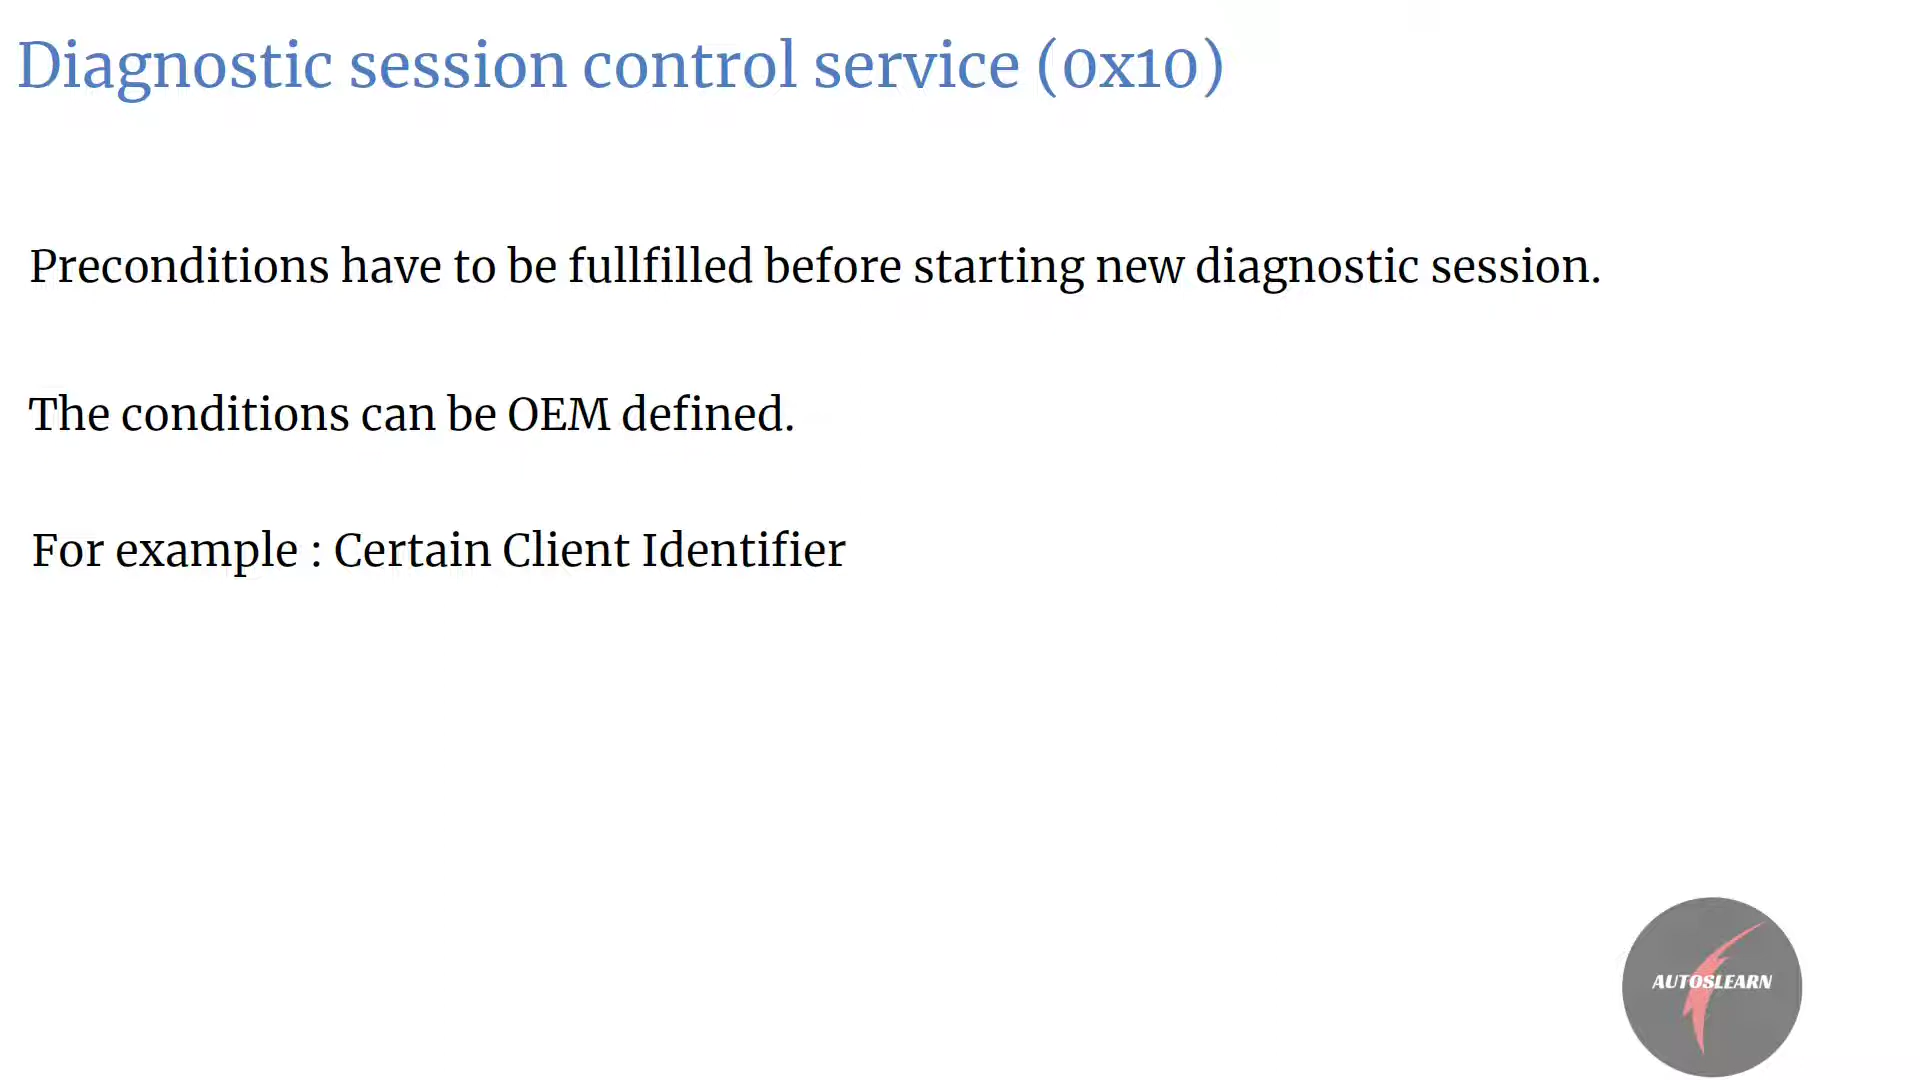 Diagnostic session control service (0x10)
Preconditions have to be fullfilled before starting new diagnostic session.
The conditions can be OEM defined.
For example : Certain Client Identifier
AUTOSLEARN